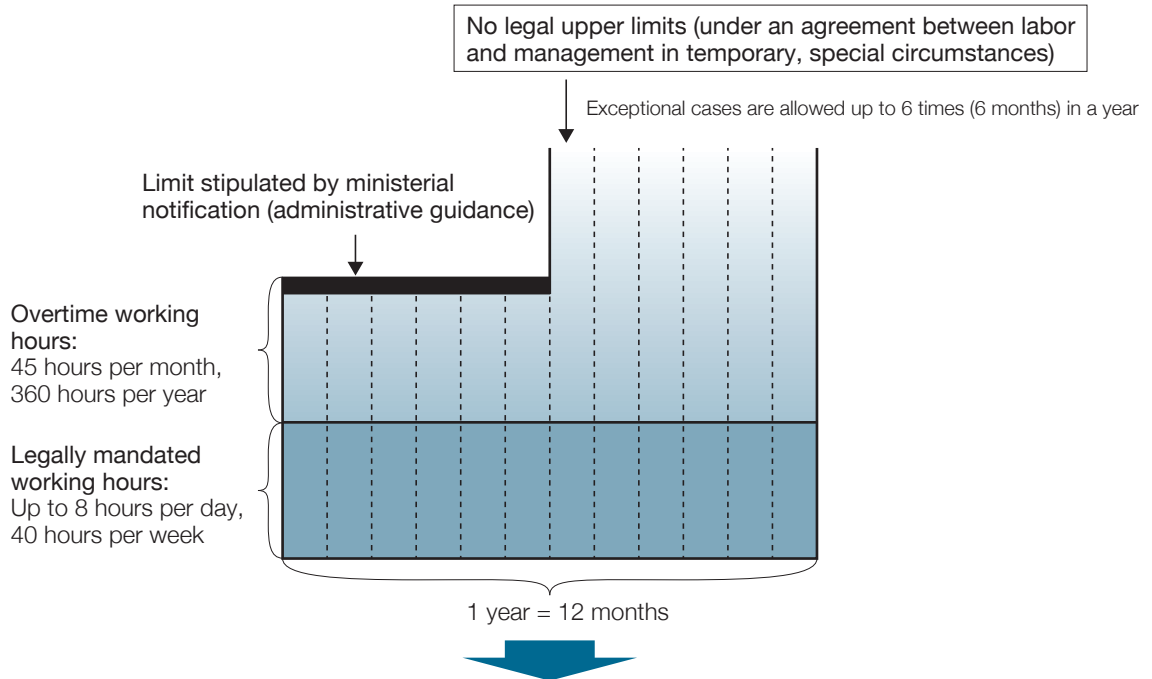 No legal upper limits (under an agreement between labor
and management in temporary, special circumstances)
Exceptional cases are allowed up to 6 times (6 months) in a year
Limit stipulated by ministerial
notification (administrative guidance)
Overtime working
hours:
45 hours per month,
360 hours per year
Legally mandated
working hours:
Up to 8 hours per day,
40 hours per week
1 year = 12 months